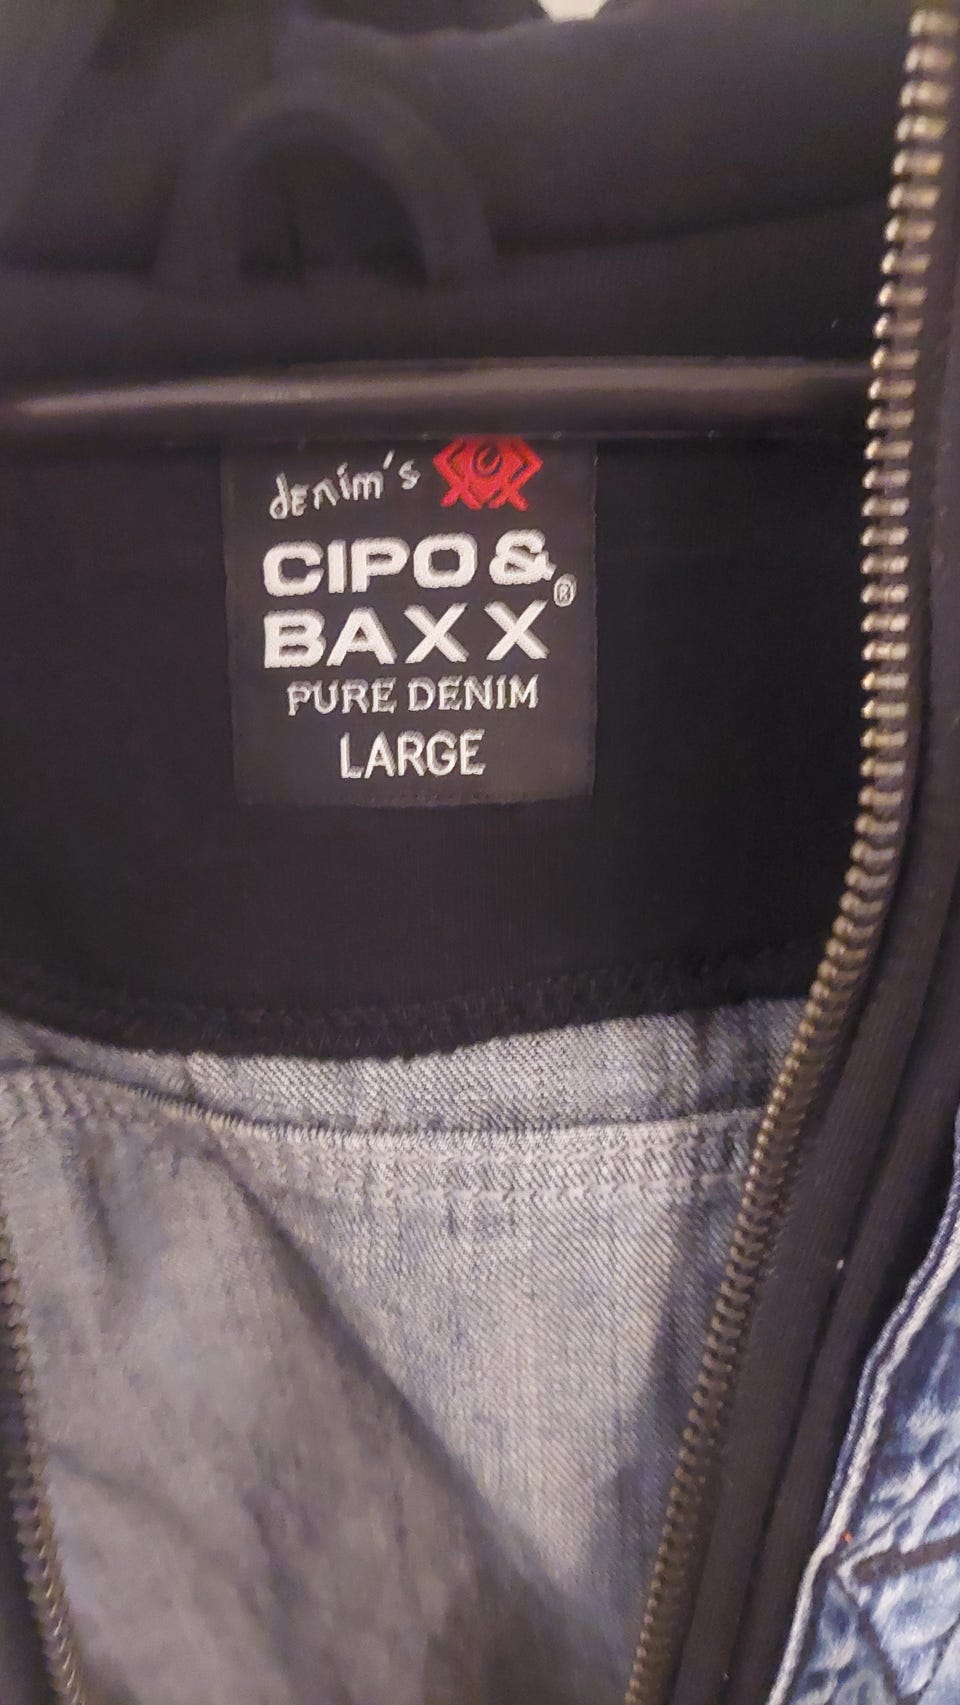 denim's
CIPO &
BAXX®
PURE DENIM
LARGE